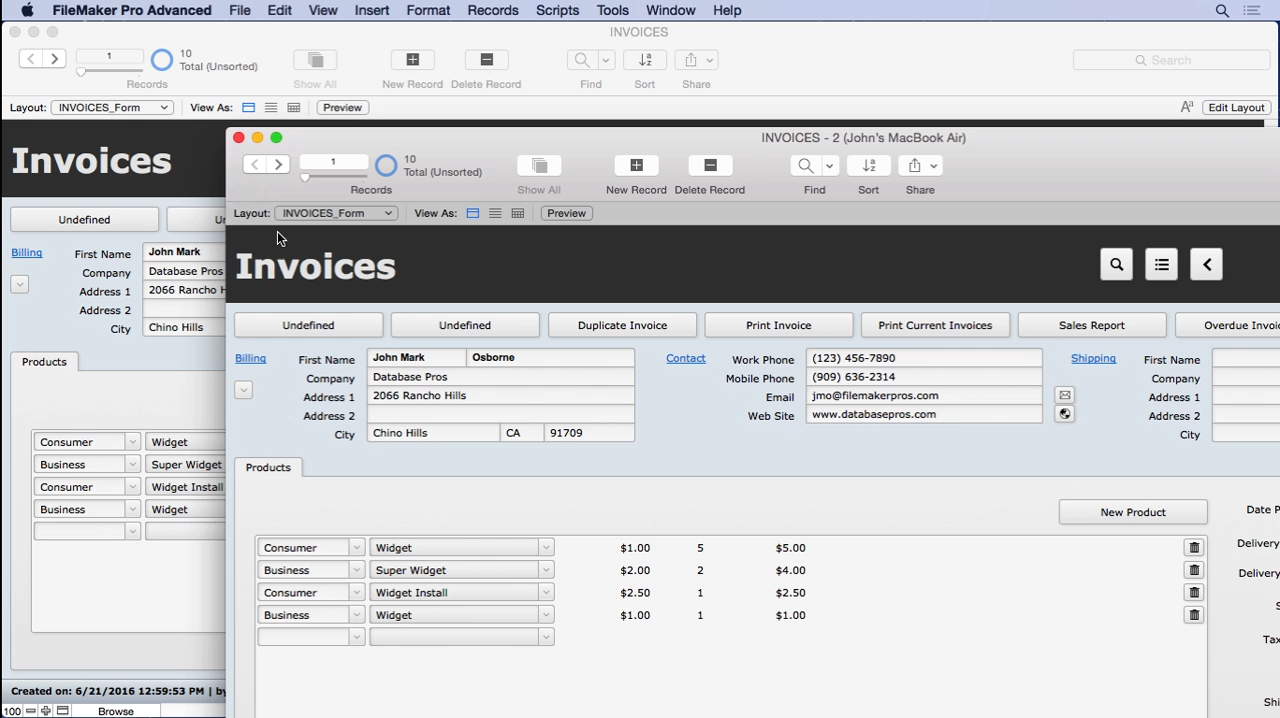 FileMaker Pro Advanced File Edit View Insert Format Records Scripts Tools Window Help
INVOICES
1
10
Total (Unsorted)
Records
Show All
New Record
Delete Record
Find
Sort
Share
Search
Layout: INVOICES_Form View As: Preview
Aa
Edit Layout
Invoices
Undefined
Un
Billing
First Name John Mark
Company Database Pros
Address 1 2066 Rancho H
Address 2
City Chino Hills
Products
Consumer Widget
Business Super Widget
Consumer Widget Install
Business Widget
Created on: 6/21/2016 12:59:53 PM | by
100 Browse
INVOICES - 2 (John's MacBook Air)
1
10
Total (Unsorted)
Records
Show All
New Record
Delete Record
Find
Sort
Share
Layout: INVOICES_Form View As: Preview
Invoices
Undefined Undefined Duplicate Invoice Print Invoice Print Current Invoices Sales Report Overdue Invoi
Billing First Name John Mark Osborne Contact Work Phone (123) 456-7890 Shipping First Name
Company Database Pros Mobile Phone (909) 636-2314 Company
Address 1 2066 Rancho Hills Email jmo@filemakerpros.com Address 1
Address 2 Web Site www.databasepros.com Address 2
City Chino Hills CA 91709 City
Products
New Product
Date P
Consumer Widget $1.00 5 $5.00
Delivery
Business Super Widget $2.00 2 $4.00
Delivery
Consumer Widget Install $2.50 1 $2.50
S
Business Widget $1.00 1 $1.00
Tax
Shi